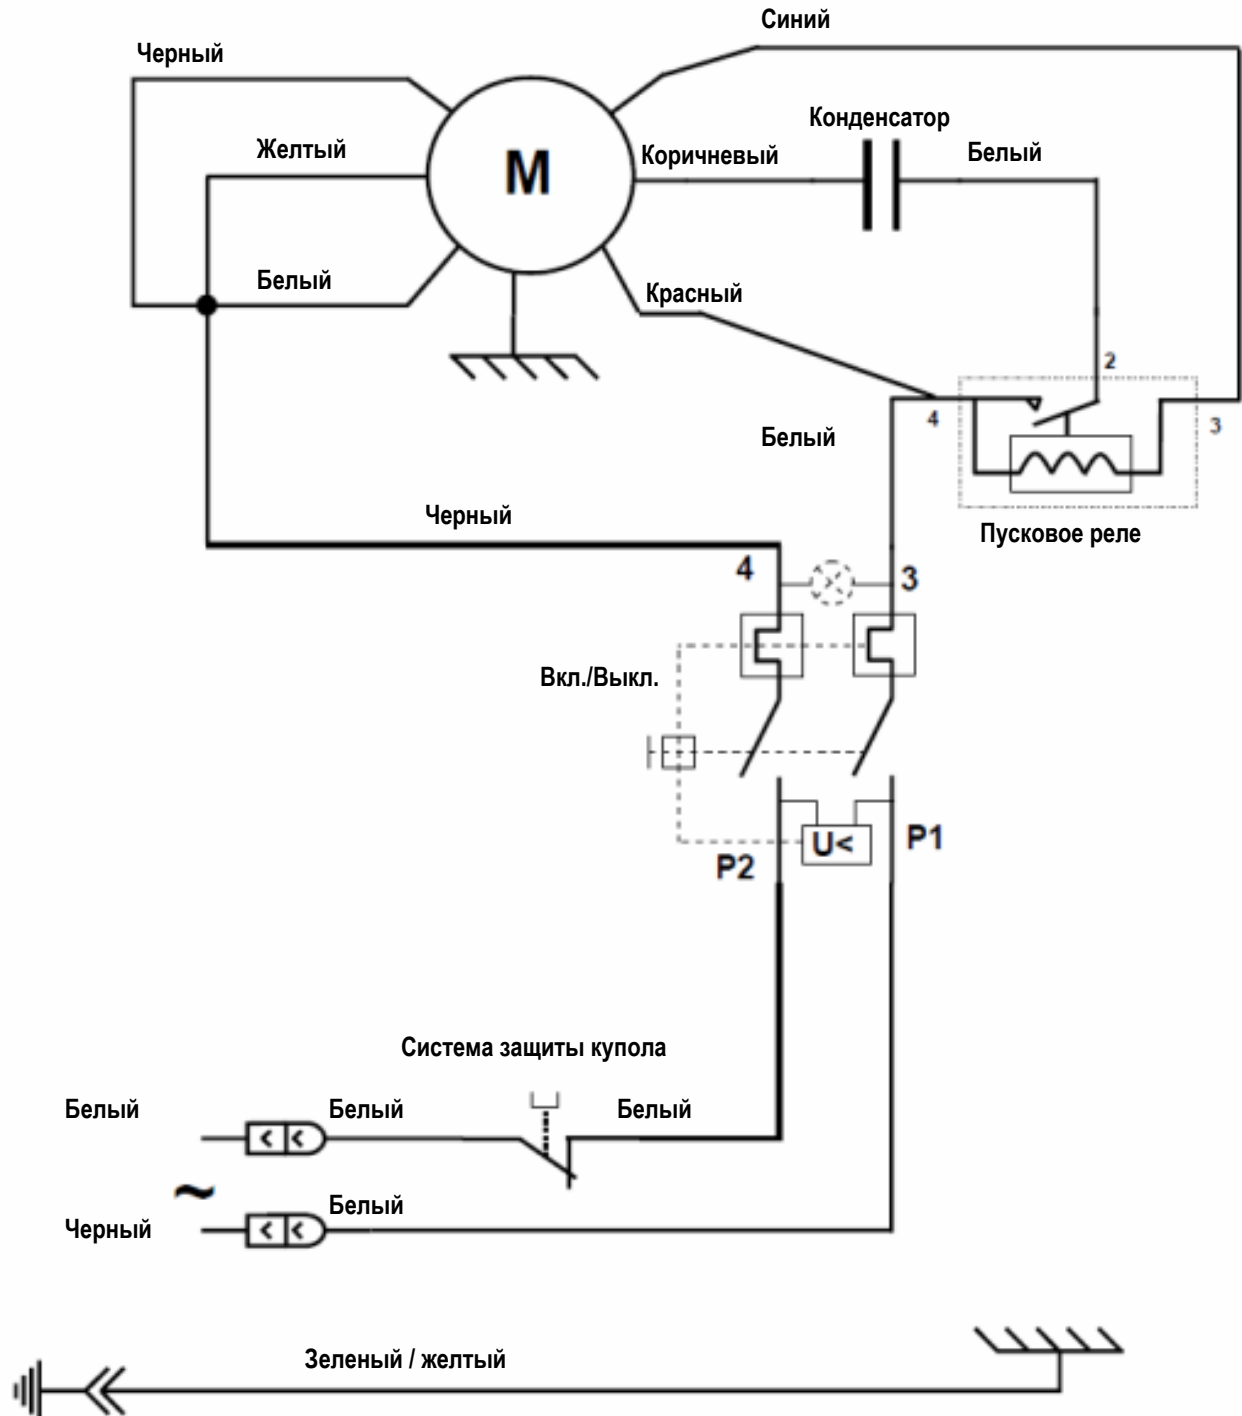 Синий
Черный
Конденсатор
Желтый
М
Коричневый
Белый
Белый
Красный
2
4
3
Белый
Черный
Пусковое реле
4
3
Вкл./Выкл.
U<
P1
P2
Система защиты купола
Белый
Белый
Белый
~
Белый
Черный
Зеленый / желтый